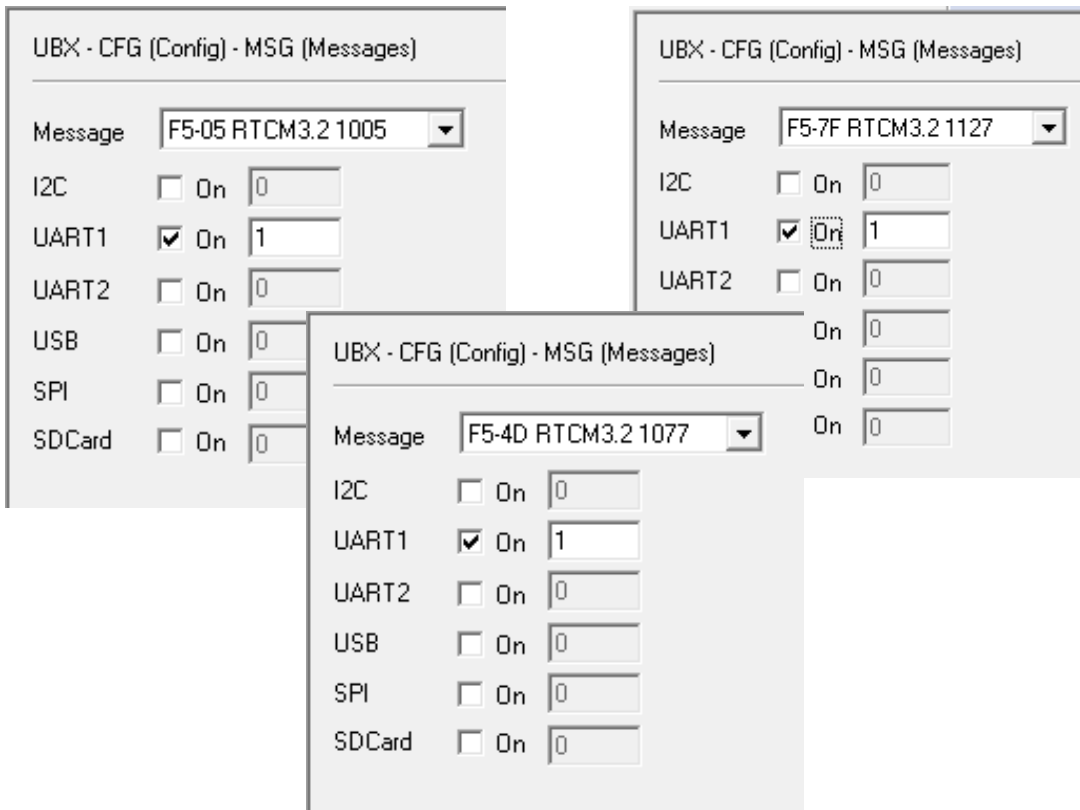 UBX - CFG (Config) - MSG (Messages)
Message F5-05 RTCM3.2 1005
I2C On 0
UART1 On 1
UART2 On 0
USB On 0
SPI On 0
SDCard On 0
UBX - CFG (Config) - MSG (Messages)
Message F5-7F RTCM3.2 1127
I2C On 0
UART1 On 1
UART2 On 0
On 0
On 0
On 0
UBX - CFG (Config) - MSG (Messages)
Message F5-4D RTCM3.2 1077
I2C On 0
UART1 On 1
UART2 On 0
USB On 0
SPI On 0
SDCard On 0